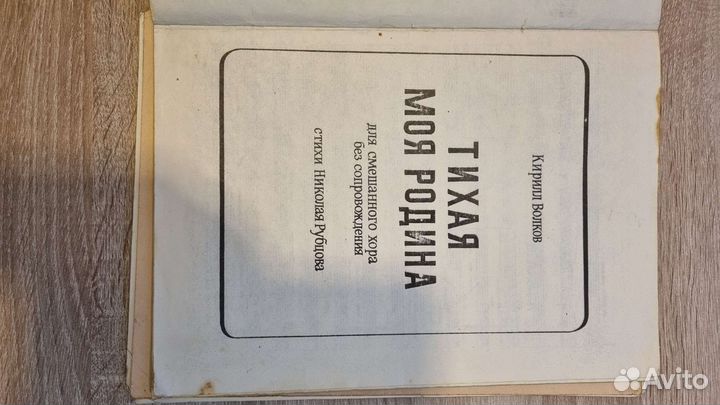 Кирилл Волков
ТИХАЯ
МОЯ РОДИНА
для смешанного хора
без сопровождения
стихи Николая Рубцова
Avito